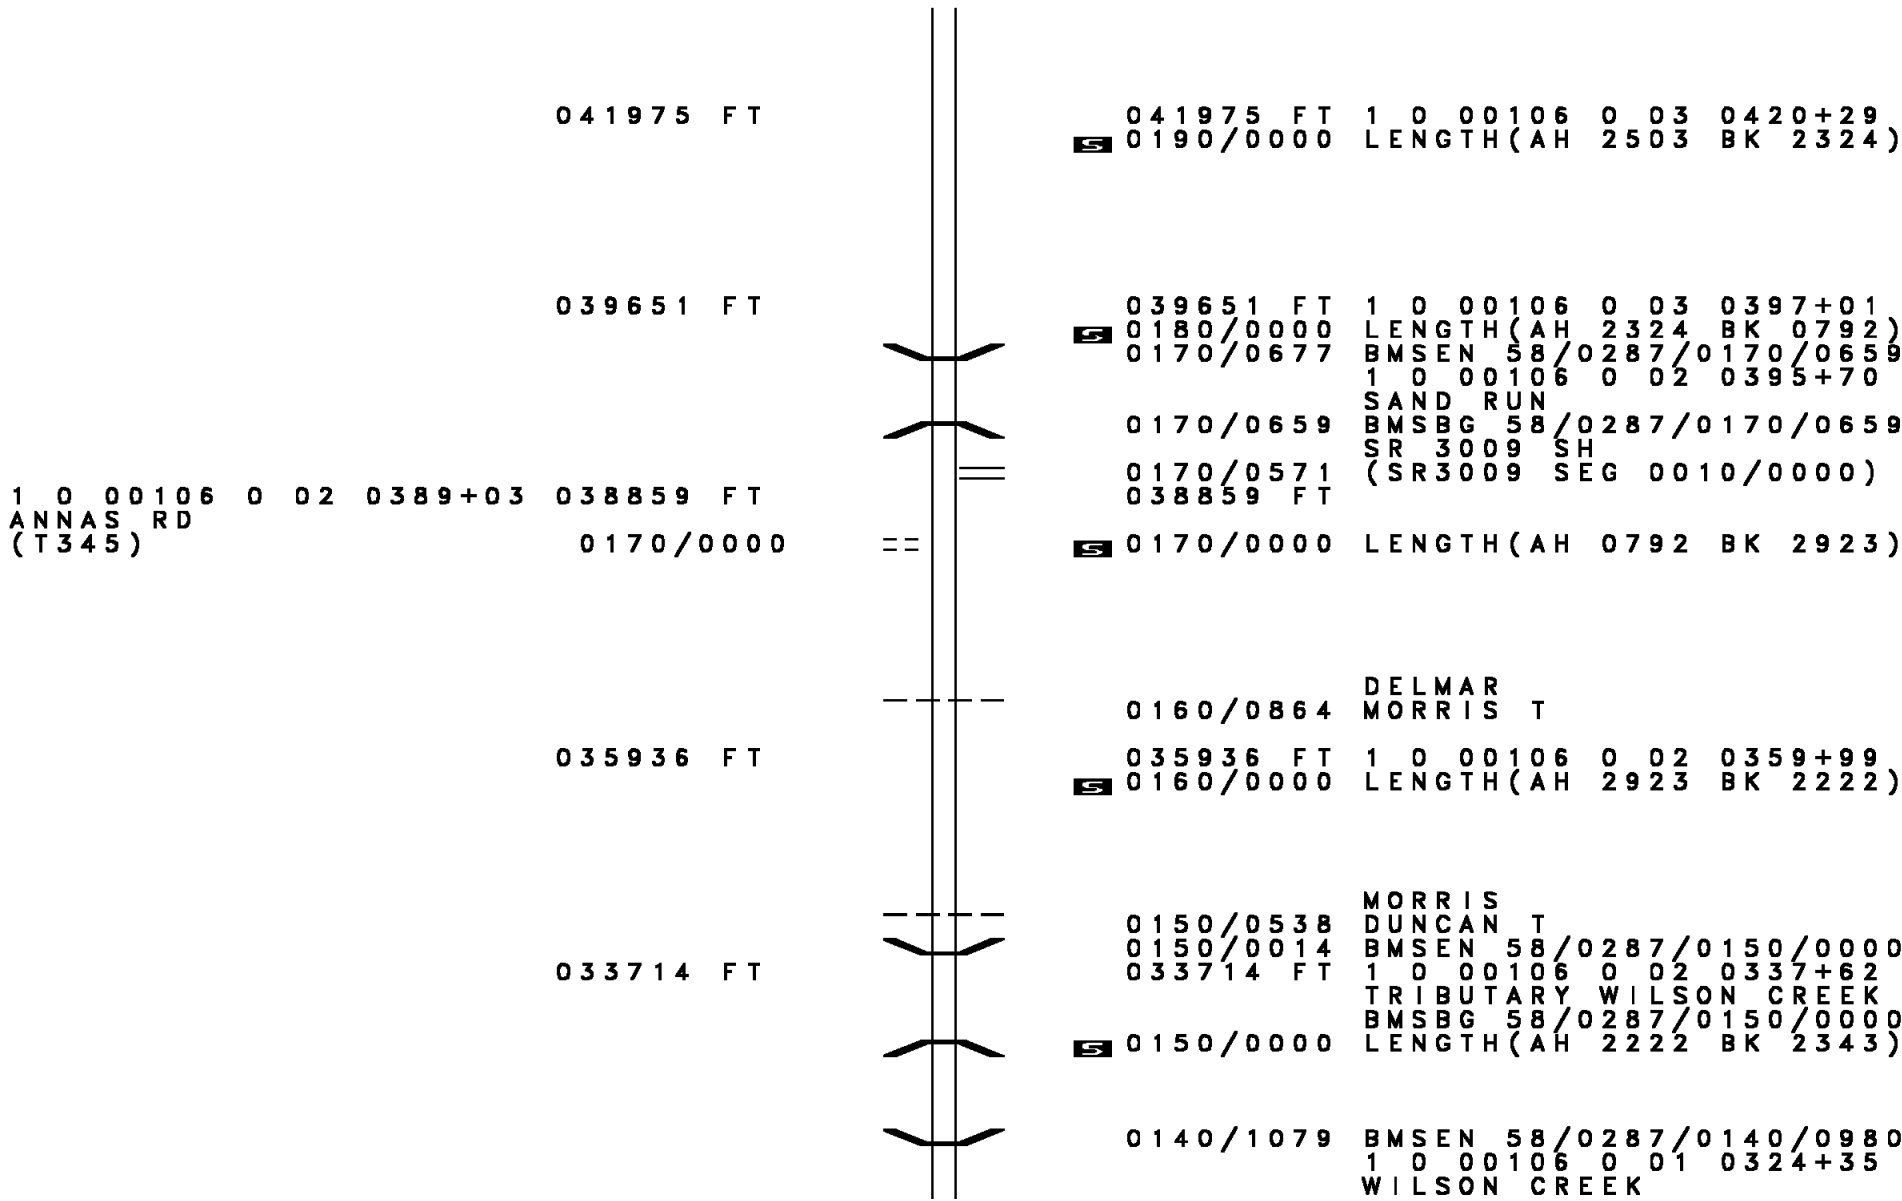 041975 FT 041975 FT 1 0 00106 0 03 0420+29
S 0190/0000 LENGTH(AH 2503 BK 2324)
039651 FT 039651 FT 1 0 00106 0 03 0397+01
S 0180/0000 LENGTH(AH 2324 BK 0792)
0170/0677 BMSEN 58/0287/0170/0659
1 0 00106 0 02 0395+70
SAND RUN
0170/0659 BMSBG 58/0287/0170/0659
SR 3009 SH
0170/0571 (SR3009 SEG 0010/0000)
1 0 00106 0 02 0389+03 038859 FT 038859 FT
ANNAS RD
(T345) 0170/0000 S 0170/0000 LENGTH(AH 0792 BK 2923)
DELMAR
0160/0864 MORRIS T
035936 FT 035936 FT 1 0 00106 0 02 0359+99
S 0160/0000 LENGTH(AH 2923 BK 2222)
MORRIS
0150/0538 DUNCAN T
0150/0014 BMSEN 58/0287/0150/0000
033714 FT 033714 FT 1 0 00106 0 02 0337+62
TRIBUTARY WILSON CREEK
BMSBG 58/0287/0150/0000
S 0150/0000 LENGTH(AH 2222 BK 2343)
0140/1079 BMSEN 58/0287/0140/0980
1 0 00106 0 01 0324+35
WILSON CREEK